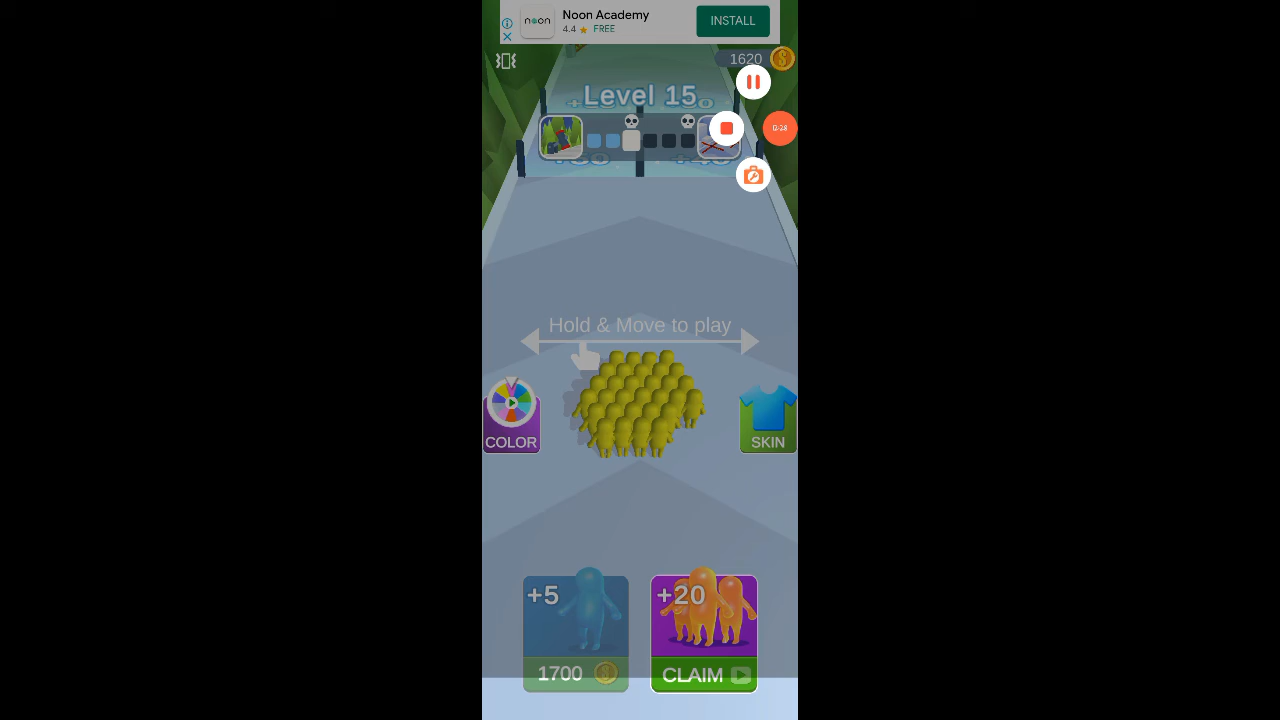 noon
Noon Academy
4.4 FREE
INSTALL
1620
Level 15
Hold & Move to play
COLOR
SKIN
+5
+20
1700
CLAIM